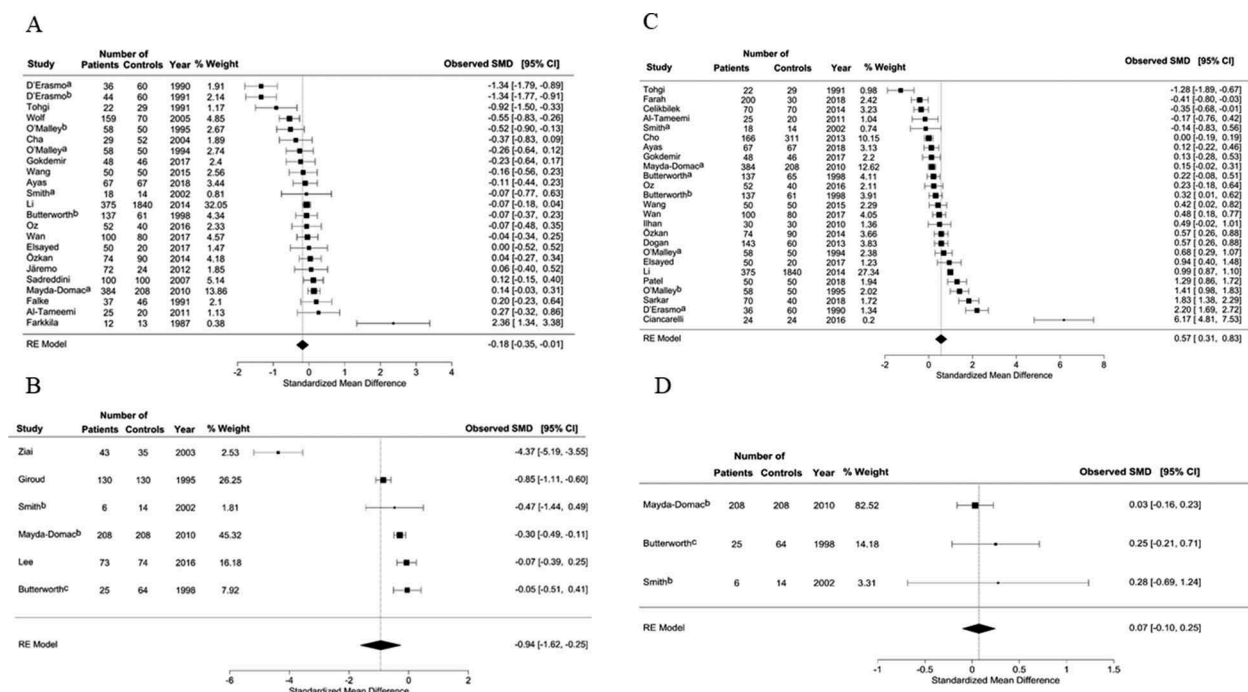 A
Number of
Study Patients Controls Year % Weight Observed SMD [95% CI]
D'Erasmoa 36 60 1990 1.91 -1.34 [-1.79, -0.89]
D'Erasmob 44 60 1991 2.14 -1.34 [-1.77, -0.91]
Tohgi 22 29 1991 1.17 -0.92 [-1.50, -0.33]
Wolf 159 70 2005 4.85 -0.55 [-0.83, -0.26]
O'Malleyb 58 50 1995 2.67 -0.52 [-0.90, -0.13]
Cha 29 52 2004 1.89 -0.37 [-0.83, 0.09]
O'Malleya 58 50 1994 2.74 -0.26 [-0.64, 0.12]
Gokdemir 48 46 2017 2.4 -0.23 [-0.64, 0.17]
Wang 50 50 2015 2.56 -0.16 [-0.56, 0.23]
Ayas 67 67 2018 3.44 -0.11 [-0.44, 0.23]
Smitha 18 14 2002 0.81 -0.07 [-0.77, 0.63]
Li 375 1840 2014 32.05 -0.07 [-0.18, 0.04]
Butterworthb 137 61 1998 4.34 -0.07 [-0.37, 0.23]
Oz 52 40 2016 2.33 -0.07 [-0.48, 0.35]
Wan 100 80 2017 4.57 -0.04 [-0.34, 0.25]
Elsayed 50 20 2017 1.47 0.00 [-0.52, 0.52]
Özkan 74 90 2014 4.18 0.04 [-0.27, 0.34]
Järemo 72 24 2012 1.85 0.06 [-0.40, 0.52]
Sadreddini 100 100 2007 5.14 0.12 [-0.15, 0.40]
Mayda-Domaca 384 208 2010 13.86 0.14 [-0.03, 0.31]
Falke 37 46 1991 2.1 0.20 [-0.23, 0.64]
Al-Tameemi 25 20 2011 1.13 0.27 [-0.32, 0.86]
Farkkila 12 13 1987 0.38 2.36 [ 1.34, 3.38]
RE Model -0.18 [-0.35, -0.01]
-2 -1 0 1 2 3 4
Standardized Mean Difference
B
Number of
Study Patients Controls Year % Weight Observed SMD [95% CI]
Ziai 43 35 2003 2.53 -4.37 [-5.19, -3.55]
Giroud 130 130 1995 26.25 -0.85 [-1.11, -0.60]
Smithb 6 14 2002 1.81 -0.47 [-1.44, 0.49]
Mayda-Domacb 208 208 2010 45.32 -0.30 [-0.49, -0.11]
Lee 73 74 2016 16.18 -0.07 [-0.39, 0.25]
Butterworthc 25 64 1998 7.92 -0.05 [-0.51, 0.41]
RE Model -0.94 [-1.62, -0.25]
-6 -4 -2 0
Standardized Mean Difference
C
Number of
Study Patients Controls Year % Weight Observed SMD [95% CI]
Tohgi 22 29 1991 0.98 -1.28 [-1.89, -0.67]
Farah 200 30 2018 2.42 -0.41 [-0.80, -0.03]
Celikbilek 70 70 2014 3.23 -0.35 [-0.68, -0.01]
Al-Tameemi 25 20 2011 1.04 -0.17 [-0.76, 0.42]
Smitha 18 14 2002 0.74 -0.14 [-0.83, 0.56]
Cho 166 311 2013 10.15 0.00 [-0.19, 0.19]
Ayas 67 67 2018 3.13 0.12 [-0.22, 0.46]
Gokdemir 48 46 2017 2.2 0.13 [-0.28, 0.53]
Mayda-Domaca 384 208 2010 12.62 0.15 [-0.02, 0.31]
Butterwortha 137 65 1998 4.11 0.22 [-0.08, 0.51]
Oz 52 40 2016 2.11 0.23 [-0.18, 0.64]
Butterworthb 137 61 1998 3.91 0.32 [ 0.01, 0.62]
Wang 50 50 2015 2.29 0.42 [ 0.02, 0.82]
Wan 100 80 2017 4.05 0.48 [ 0.18, 0.77]
Ilhan 30 30 2010 1.36 0.49 [-0.02, 1.01]
Özkan 74 90 2014 3.66 0.57 [ 0.26, 0.88]
Dogan 143 60 2013 3.83 0.57 [ 0.26, 0.88]
O'Malleya 58 50 1994 2.38 0.68 [ 0.29, 1.07]
Elsayed 50 20 2017 1.23 0.94 [ 0.40, 1.48]
Li 375 1840 2014 27.34 0.99 [ 0.87, 1.10]
Patel 50 50 2018 1.94 1.29 [ 0.86, 1.72]
O'Malleyb 58 50 1995 2.02 1.41 [ 0.98, 1.83]
Sarkar 70 40 2018 1.72 1.83 [ 1.38, 2.29]
D'Erasmoa 36 60 1990 1.34 2.20 [ 1.69, 2.72]
Ciancarelli 24 24 2016 0.2 6.17 [ 4.81, 7.53]
RE Model 0.57 [ 0.31, 0.83]
-2 0 2 4 6 8
Standardized Mean Difference
D
Number of
Patients Controls Year % Weight Observed SMD [95% CI]
Mayda-Domacb 208 208 2010 82.52 0.03 [-0.16, 0.23]
Butterworthc 25 64 1998 14.18 0.25 [-0.21, 0.71]
Smithb 6 14 2002 3.31 0.28 [-0.69, 1.24]
RE Model 0.07 [-0.10, 0.25]
-1 -0.5 0 0.5 1 1.5
Standardized Mean Difference